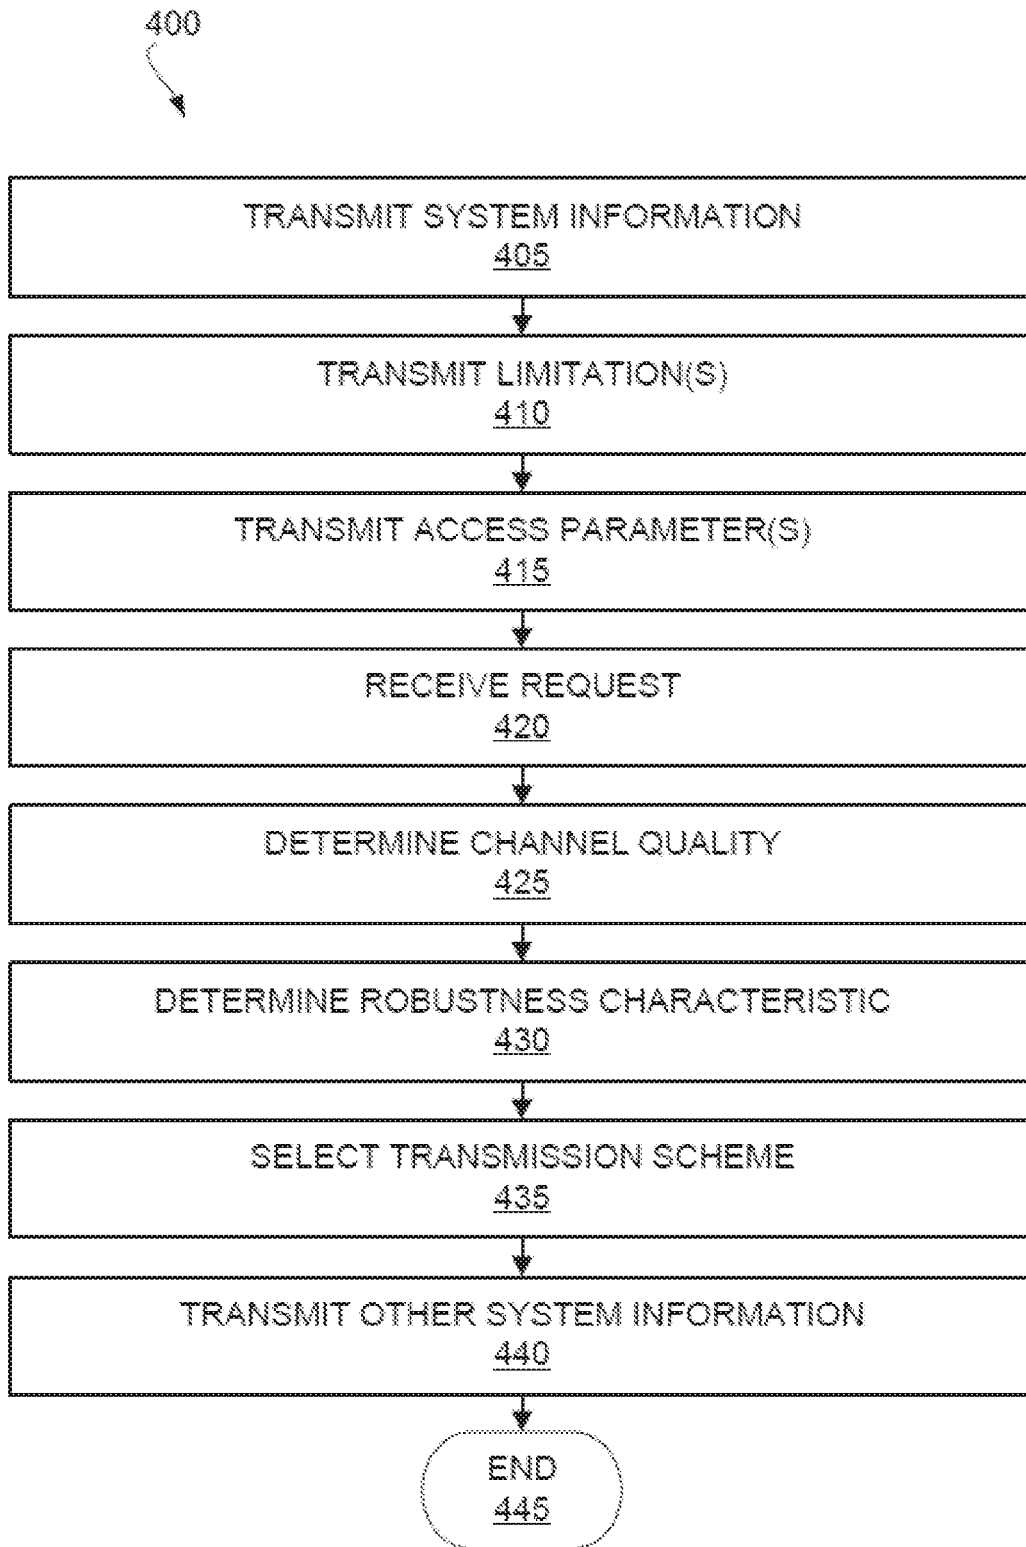 400
TRANSMIT SYSTEM INFORMATION
405
TRANSMIT LIMITATION(S)
410
TRANSMIT ACCESS PARAMETER(S)
415
RECEIVE REQUEST
420
DETERMINE CHANNEL QUALITY
425
DETERMINE ROBUSTNESS CHARACTERISTIC
430
SELECT TRANSMISSION SCHEME
435
TRANSMIT OTHER SYSTEM INFORMATION
440
END
445